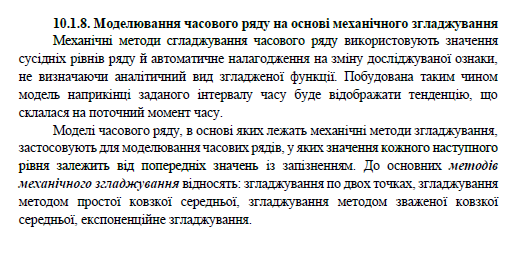 10.1.8. Моделювання часового ряду на основі механічного згладжування
Механічні методи сгладжування часового ряду використовують значення
сусідніх рівнів ряду й автоматичне налагодження на зміну досліджуваної ознаки,
не визначаючи аналітичний вид згладженої функції. Побудована таким чином
модель наприкінці заданого інтервалу часу буде відображати тенденцію, що
склалася на поточний момент часу.
Моделі часового ряду, в основі яких лежать механічні методи згладжування,
застосовують для моделювання часових рядів, у яких значення кожного наступного
рівня залежить від попередніх значень із запізненням. До основних методів
механічного згладжування відносять: згладжування по двох точках, згладжування
методом простої ковзкої середньої, згладжування методом зваженої ковзкої
середньої, експоненційне згладжування.